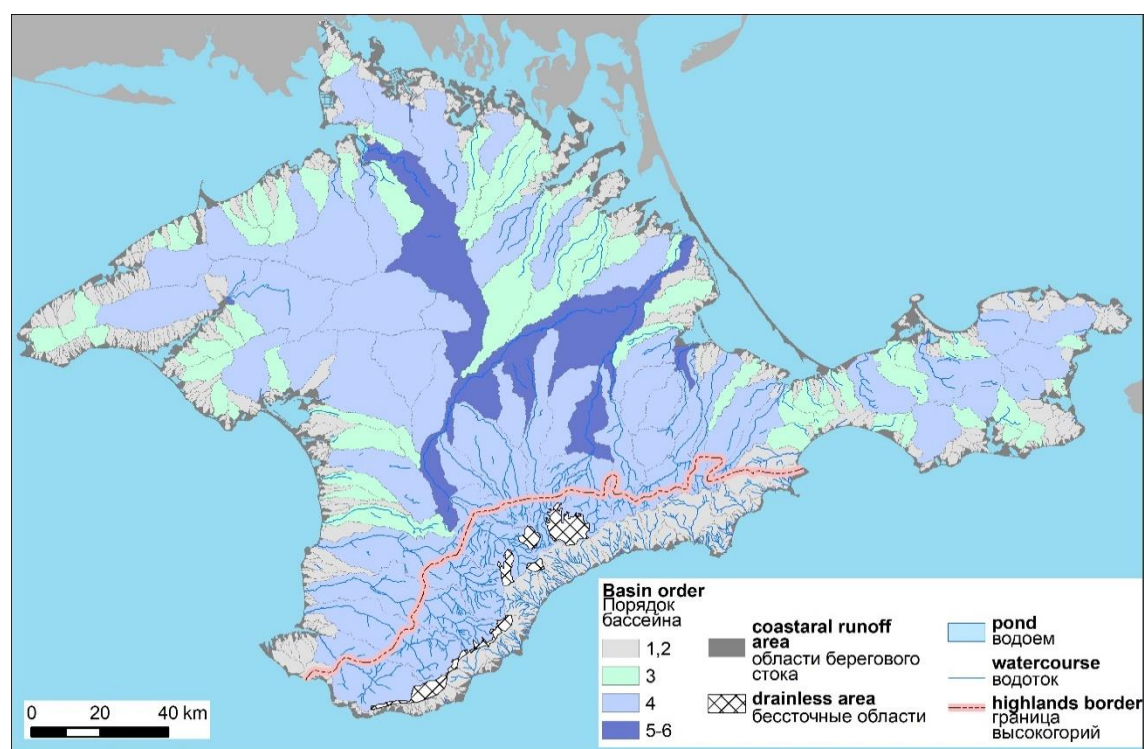 Basin order
Порядок
бассейна
1,2
3
4
5-6
coastaral runoff
area
области берегового
стока
drainless area
бессточные области
pond
водоем
watercourse
водоток
highlands border
граница
высокогорий
0 20 40 km